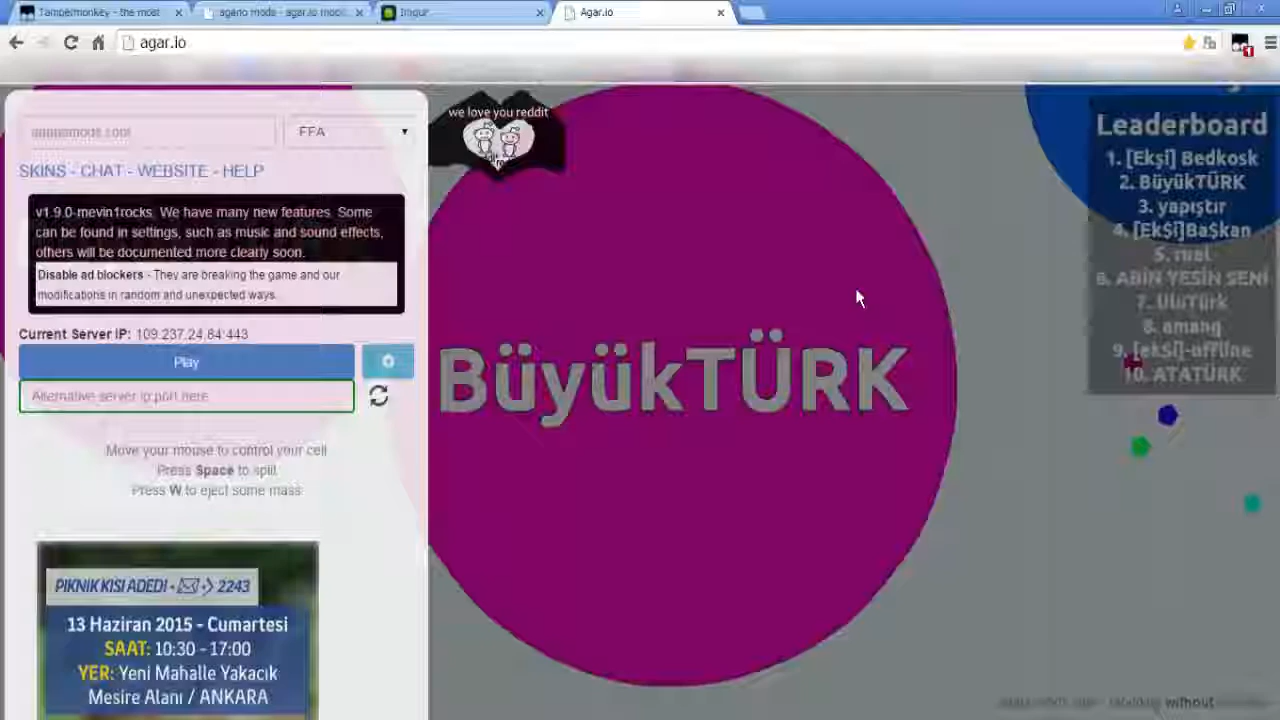 Tampermonkey - the most
agario mods - agar.io mod
Imgur
Agar.io
agar.io
we love you reddit
FFA
SKINS - CHAT - WEBSITE - HELP
v1.9.0-mevin1rocks. We have many new features. Some
can be found in settings, such as music and sound effects,
others will be documented more clearly soon.
Disable ad blockers - They are breaking the game and our
modifications in random and unexpected ways.
Current Server IP: 109.237.24.84:443
Play
Alternative server ip:port here.
Move your mouse to control your cell
Press Space to split
Press W to eject some mass
PIKNIK KISI ADEDI - 2243
13 Haziran 2015 - Cumartesi
SAAT: 10:30 - 17:00
YER: Yeni Mahalle Yakacık
Mesire Alanı / ANKARA
BüyükTÜRK
Leaderboard
1. [Ekşi] Bedkosk
2. BüyükTÜRK
3. yapıştır
4. [Ek$i]Ba$kan
5. ruel
6. ABİN YESİN SENİ
7. UluTürk
8. amang
9. [ek$i]-offline
10. ATATÜRK
without